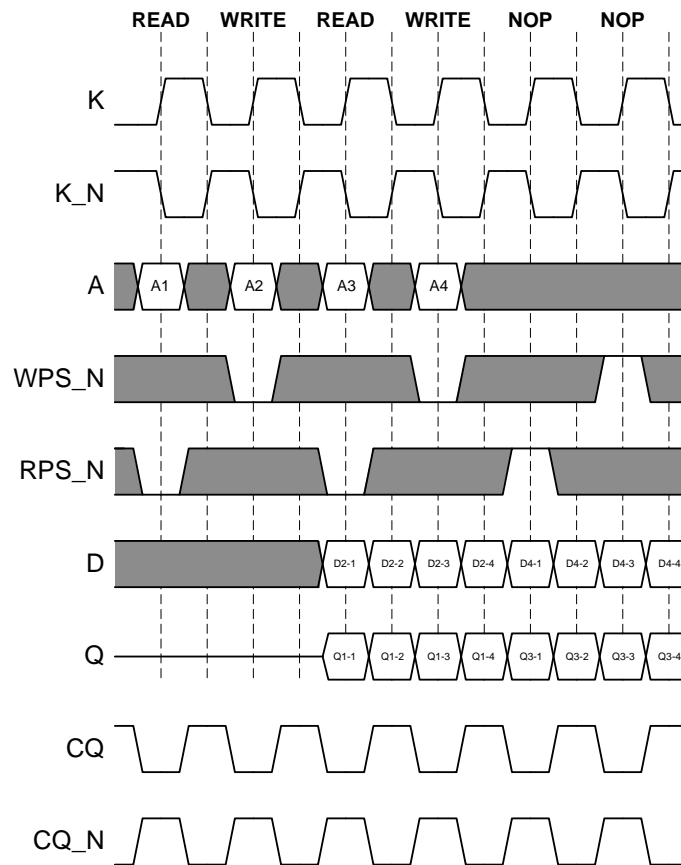 READ WRITE READ WRITE NOP NOP
K
K_N
A A1 A2 A3 A4
WPS_N
RPS_N
D D2-1 D2-2 D2-3 D2-4 D4-1 D4-2 D4-3 D4-4
Q Q1-1 Q1-2 Q1-3 Q1-4 Q3-1 Q3-2 Q3-3 Q3-4
CQ
CQ_N